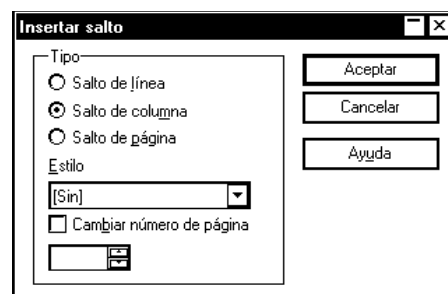 Insertar salto
Tipo
Salto de línea
Salto de columna
Salto de página
Estilo
[Sin]
Cambiar número de página
Aceptar
Cancelar
Ayuda